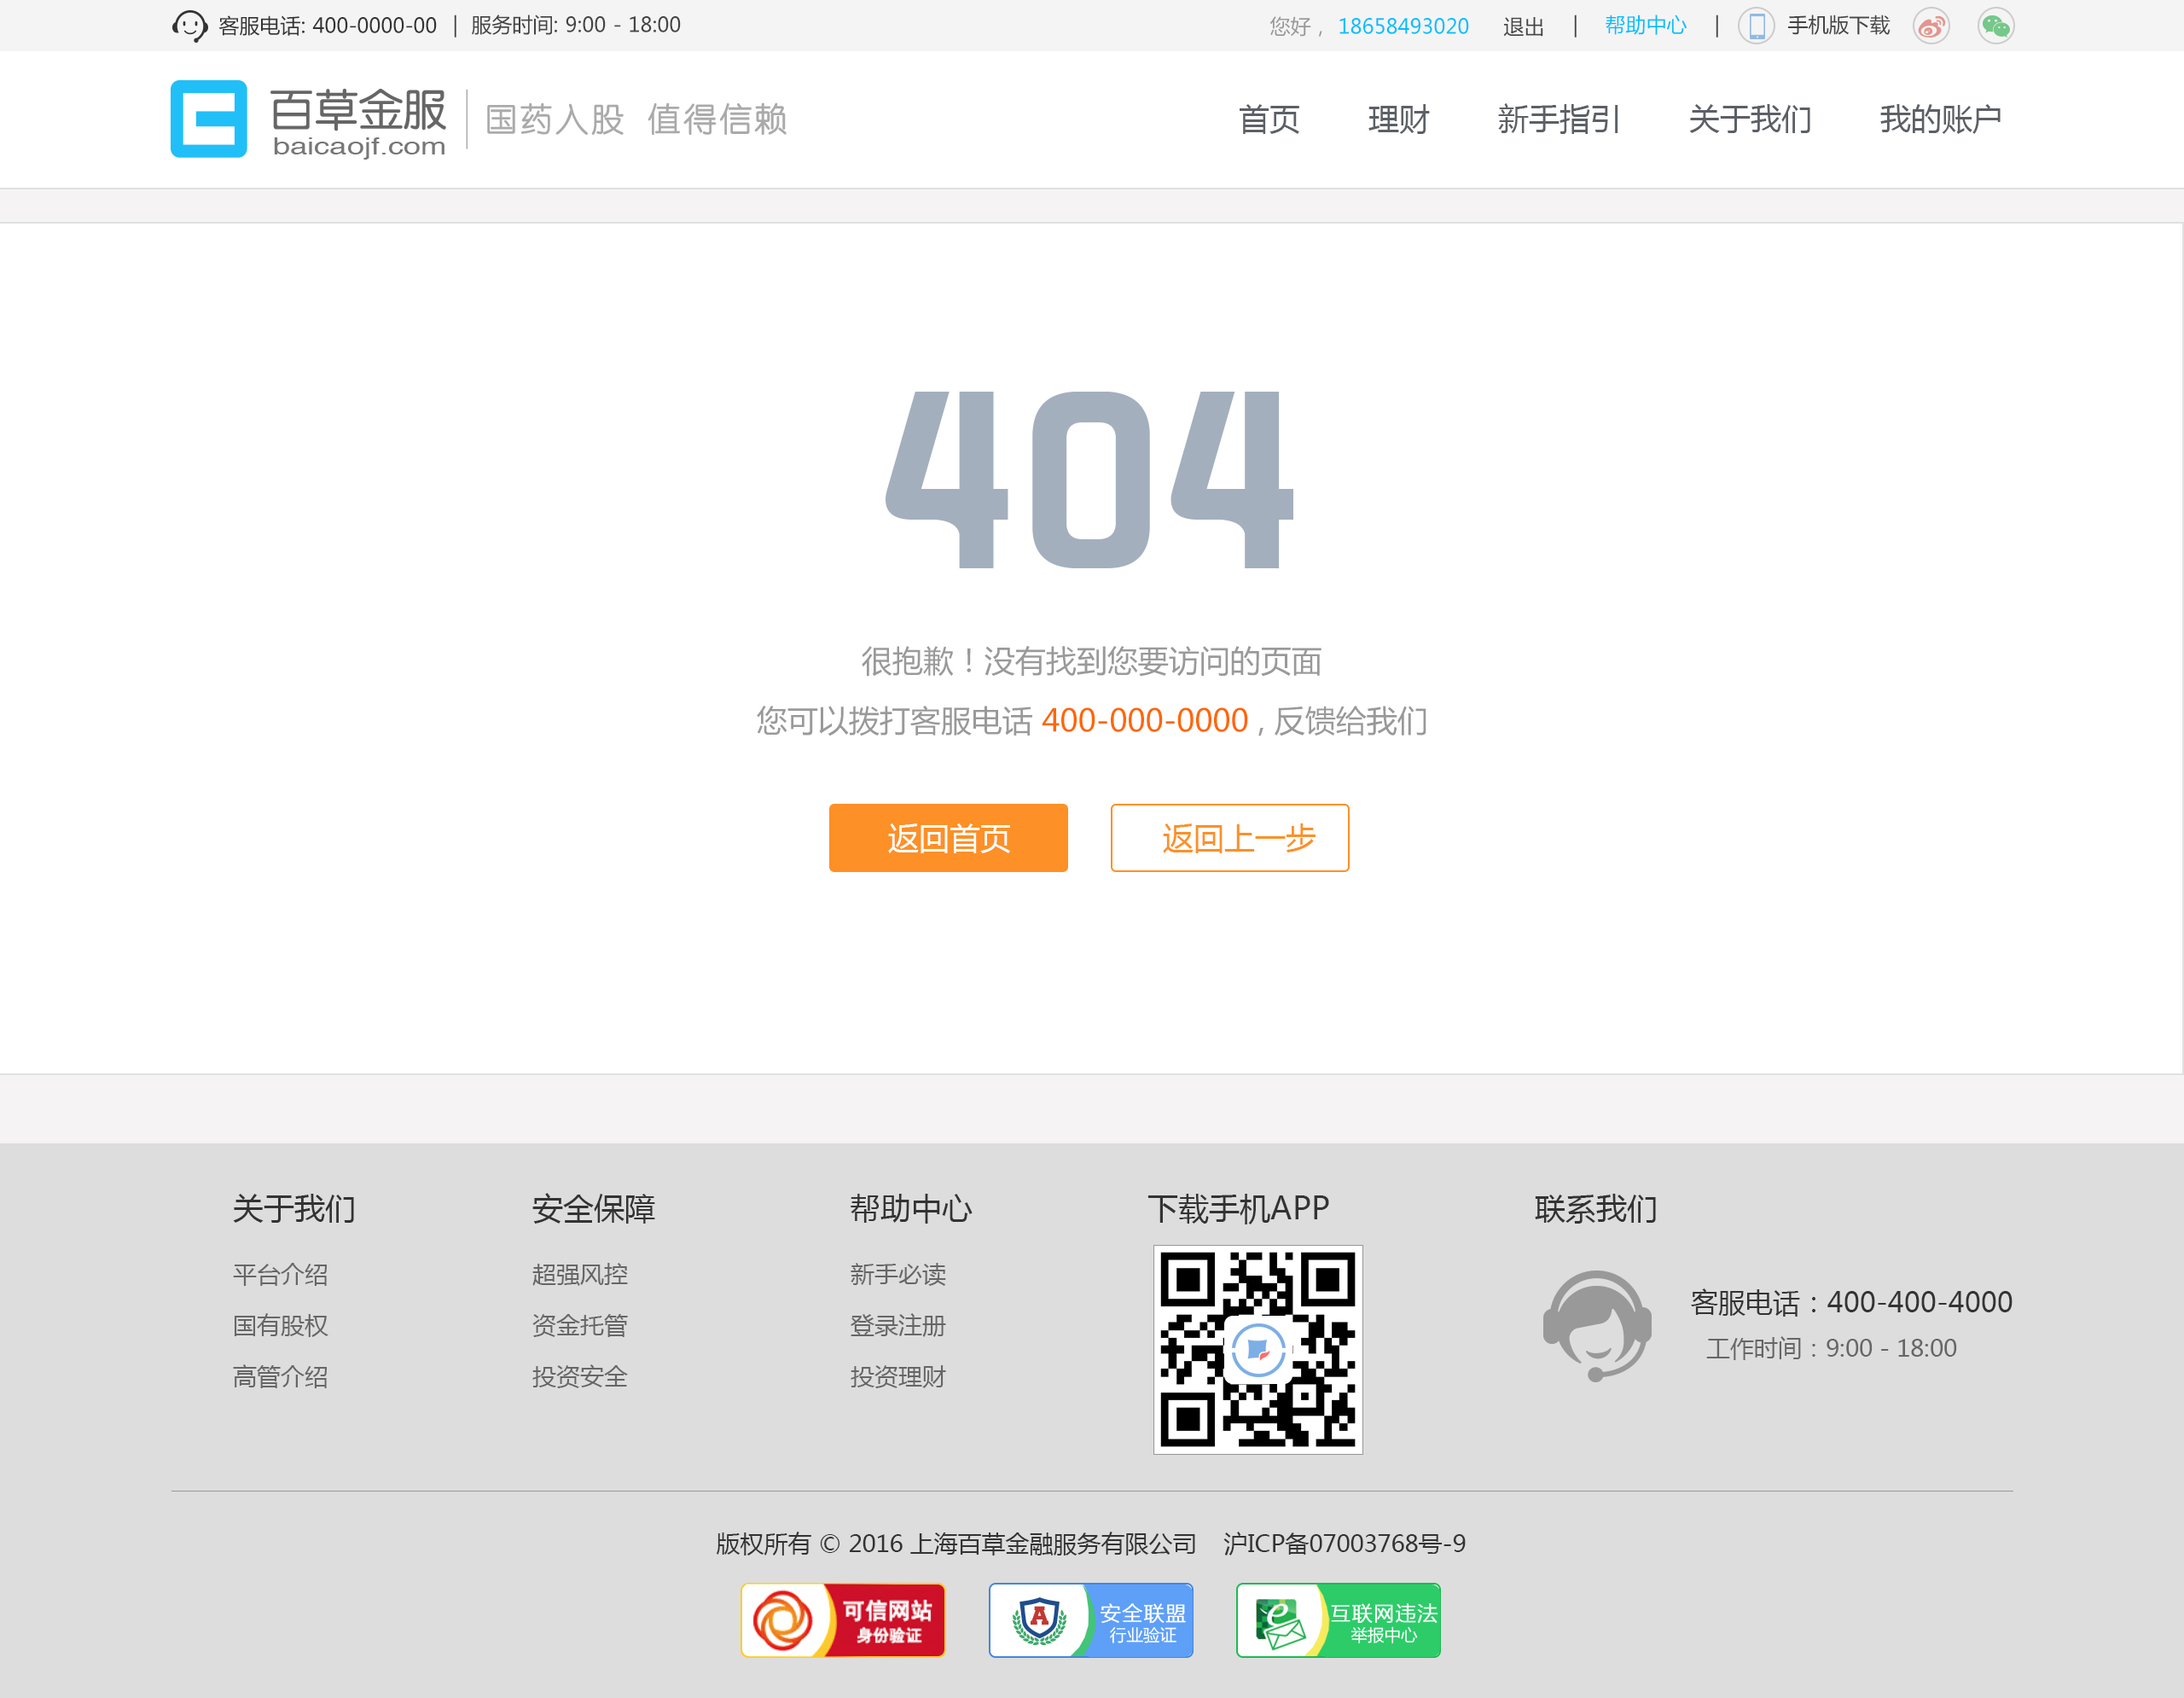 客服电话: 400-0000-00 | 服务时间: 9:00 - 18:00
您好， 18658493020 退出 | 帮助中心 | 手机版下载
百草金服
baicaojf.com
国药入股 值得信赖
首页 理财 新手指引 关于我们 我的账户
404
很抱歉！没有找到您要访问的页面
您可以拨打客服电话 400-000-0000 , 反馈给我们
返回首页 返回上一步
关于我们
平台介绍
国有股权
高管介绍
安全保障
超强风控
资金托管
投资安全
帮助中心
新手必读
登录注册
投资理财
下载手机APP
联系我们
客服电话：400-400-4000
工作时间：9:00 - 18:00
版权所有 © 2016 上海百草金融服务有限公司 沪ICP备07003768号-9
可信网站
身份验证
A
安全联盟
行业验证
e
互联网违法
举报中心